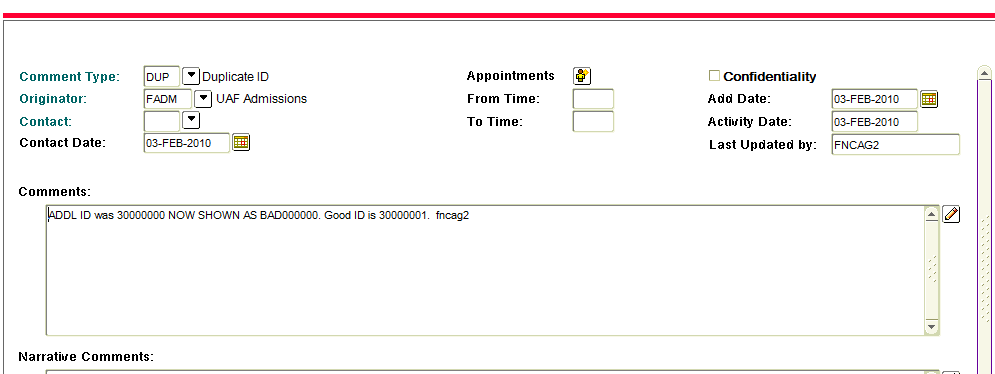 Comment Type: DUP Duplicate ID Appointments Confidentiality
Originator: FADM UAF Admissions From Time: Add Date: 03-FEB-2010
Contact: To Time: Activity Date: 03-FEB-2010
Contact Date: 03-FEB-2010 Last Updated by: FNCAG2
Comments:
ADDL ID was 30000000 NOW SHOWN AS BAD000000. Good ID is 30000001. fncag2
Narrative Comments: